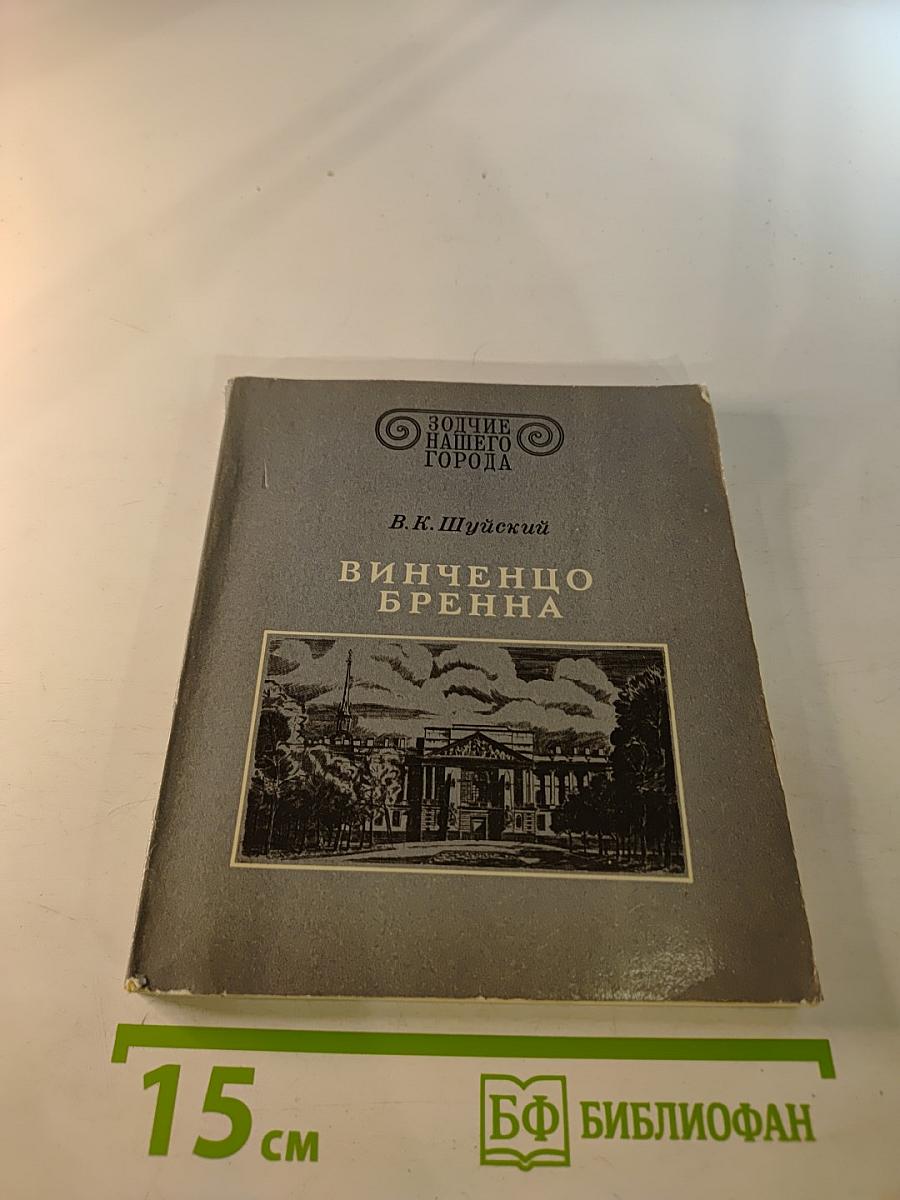 ЗОДЧИЕ
НАШЕГО
ГОРОДА
В. К. Шуйский
ВИНЧЕНЦО
БРЕННА
15 см
БФ БИБЛИОФАН